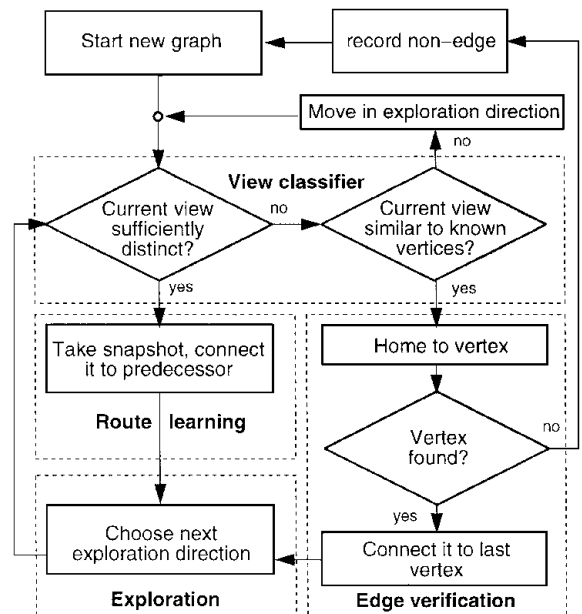 Start new graph
record non-edge
Move in exploration direction
no
View classifier
Current view
sufficiently
distinct?
no
Current view
similar to known
vertices?
yes
yes
Take snapshot, connect
it to predecessor
Home to vertex
Route learning
Vertex
found?
no
yes
Choose next
exploration direction
Connect it to last
vertex
Exploration
Edge verification